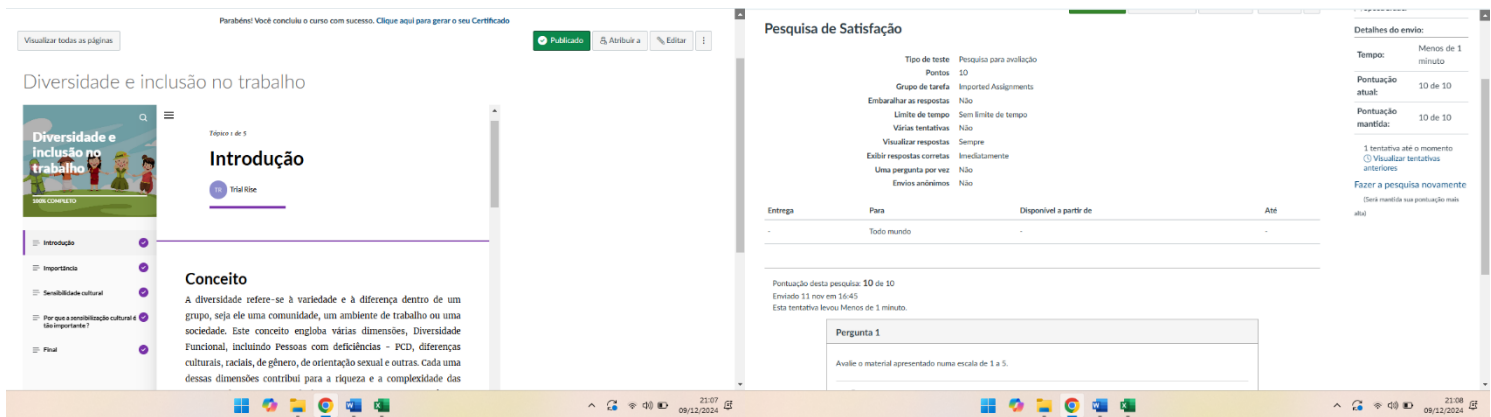 Parabéns! Você concluiu o curso com sucesso. Clique aqui para gerar o seu Certificado
Visualizar todas as páginas
Publicado
Atribuir a
Editar
Diversidade e inclusão no trabalho
Diversidade e
inclusão no
trabalho
100% COMPLETO
Introdução
Importância
Sensibilidade cultural
Por que a sensibilização cultural é
tão importante?
Final
Tópico 1 de 5
Introdução
TR Trial Rise
Conceito
A diversidade refere-se à variedade e à diferença dentro de um
grupo, seja ele uma comunidade, um ambiente de trabalho ou uma
sociedade. Este conceito engloba várias dimensões, Diversidade
Funcional, incluindo Pessoas com deficiências - PCD, diferenças
culturais, raciais, de gênero, de orientação sexual e outras. Cada uma
dessas dimensões contribui para a riqueza e a complexidade das
21:07
09/12/2024
Pesquisa de Satisfação
Tipo de teste Pesquisa para avaliação
Pontos 10
Grupo de tarefa Imported Assignments
Embaralhar as respostas Não
Limite de tempo Sem limite de tempo
Várias tentativas Não
Visualizar respostas Sempre
Exibir respostas corretas Imediatamente
Uma pergunta por vez Não
Envios anônimos Não
Entrega Para Disponível a partir de Até
- Todo mundo - -
Pontuação desta pesquisa: 10 de 10
Enviado 11 nov em 16:45
Esta tentativa levou Menos de 1 minuto.
Pergunta 1
Avalie o material apresentado numa escala de 1 a 5.
Detalhes do envio:
Tempo: Menos de 1
minuto
Pontuação
atual: 10 de 10
Pontuação
mantida: 10 de 10
1 tentativa até o momento
Visualizar tentativas
anteriores
Fazer a pesquisa novamente
(Será mantida sua pontuação mais
alta)
21:08
09/12/2024